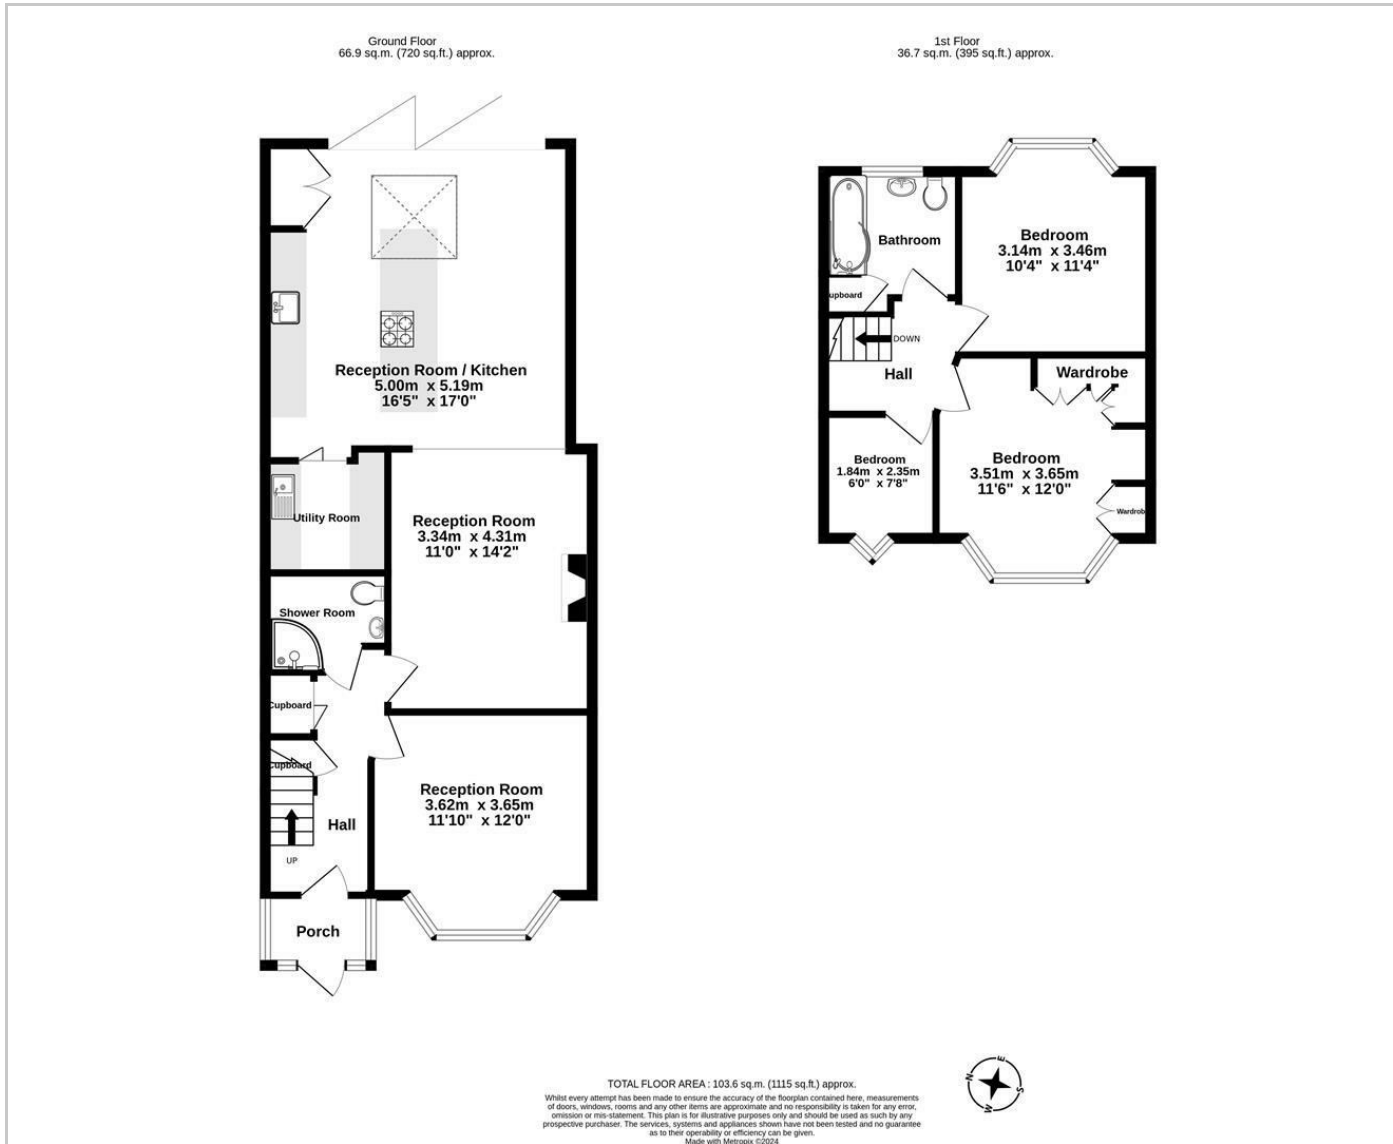 Ground Floor
66.9 sq.m. (720 sq.ft.) approx.
1st Floor
36.7 sq.m. (395 sq.ft.) approx.
Reception Room / Kitchen
5.00m x 5.19m
16'5" x 17'0"
Utility Room
Reception Room
3.34m x 4.31m
11'0" x 14'2"
Shower Room
Cupboard
Cupboard
Hall
UP
Reception Room
3.62m x 3.65m
11'10" x 12'0"
Porch
Bathroom
Bedroom
3.14m x 3.46m
10'4" x 11'4"
upboard
DOWN
Hall
Wardrobe
Bedroom
1.84m x 2.35m
6'0" x 7'8"
Bedroom
3.51m x 3.65m
11'6" x 12'0"
Wardrob
N
E
S
W
TOTAL FLOOR AREA : 103.6 sq.m. (1115 sq.ft.) approx.
Whilst every attempt has been made to ensure the accuracy of the floorplan contained here, measurements
of doors, windows, rooms and any other items are approximate and no responsibility is taken for any error,
omission or mis-statement. This plan is for illustrative purposes only and should be used as such by any
prospective purchaser. The services, systems and appliances shown have not been tested and no guarantee
as to their operability or efficiency can be given.
Made with Metropix ©2024